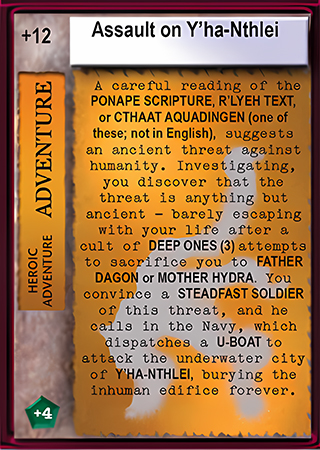 +12
Assault on Y'ha-Nthlei
HEROIC
ADVENTURE
ADVENTURE
A careful reading of the
PONAPE SCRIPTURE, R'LYEH TEXT,
or CTHAAT AQUADINGEN (one of
these; not in English), suggests
an ancient threat against
humanity. Investigating,
you discover that the
threat is anything but
ancient – barely escaping
with your life after a
cult of DEEP ONES (3) attempts
to sacrifice you to FATHER
DAGON or MOTHER HYDRA. You
convince a STEADFAST SOLDIER
of this threat, and he
calls in the Navy, which
dispatches a U-BOAT to
attack the underwater city
of Y'HA-NTHLEI, burying the
inhuman edifice forever.
+4